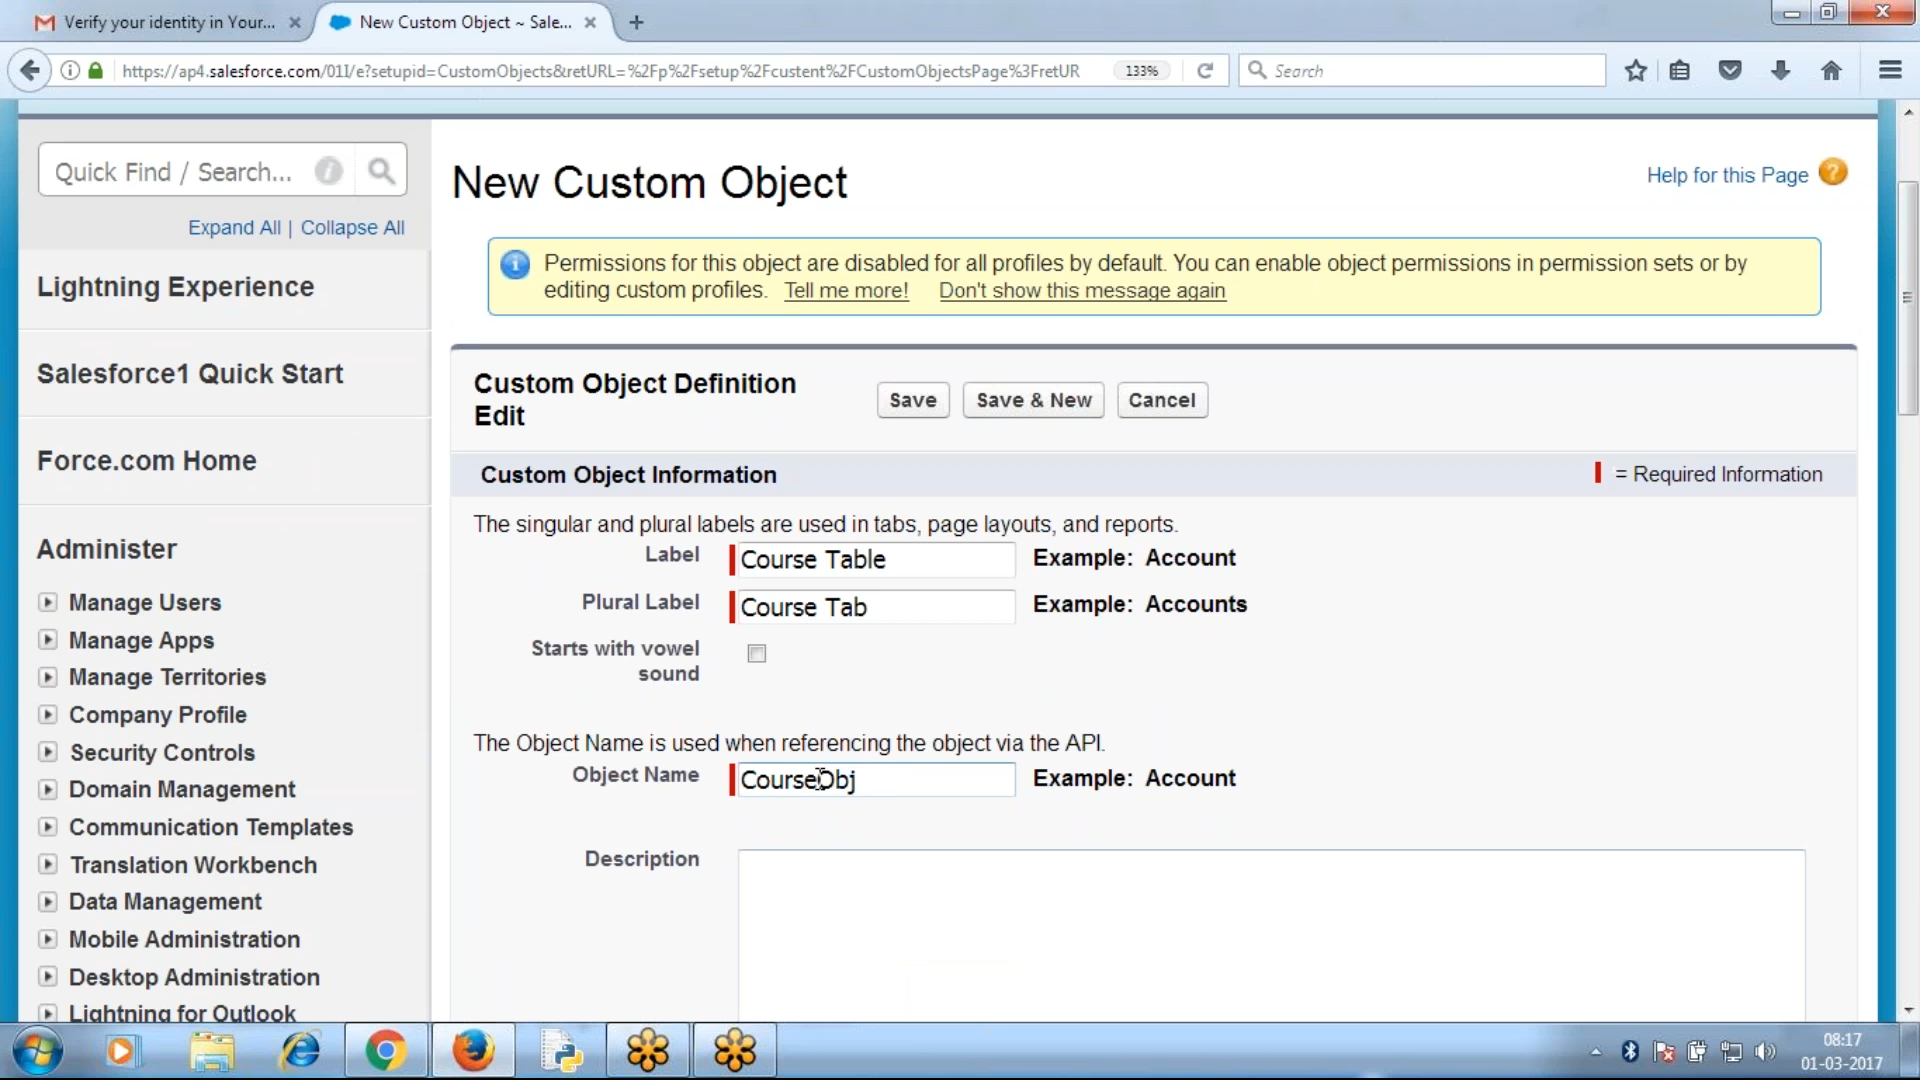 Verify your identity in Your...
New Custom Object ~ Sale...
https://ap4.salesforce.com/01I/e?setupid=CustomObjects&retURL=%2Fp%2Fsetup%2Fcustent%2FCustomObjectsPage%3FretUR
133%
Search
Quick Find / Search...
Expand All | Collapse All
Lightning Experience
Salesforce1 Quick Start
Force.com Home
Administer
Manage Users
Manage Apps
Manage Territories
Company Profile
Security Controls
Domain Management
Communication Templates
Translation Workbench
Data Management
Mobile Administration
Desktop Administration
Lightning for Outlook
New Custom Object
Help for this Page
Permissions for this object are disabled for all profiles by default. You can enable object permissions in permission sets or by
editing custom profiles. Tell me more! Don't show this message again
Custom Object Definition
Edit
Save
Save & New
Cancel
Custom Object Information
= Required Information
The singular and plural labels are used in tabs, page layouts, and reports.
Label Course Table Example: Account
Plural Label Course Tab Example: Accounts
Starts with vowel
sound
The Object Name is used when referencing the object via the API.
Object Name CourseObj Example: Account
Description
08:17
01-03-2017